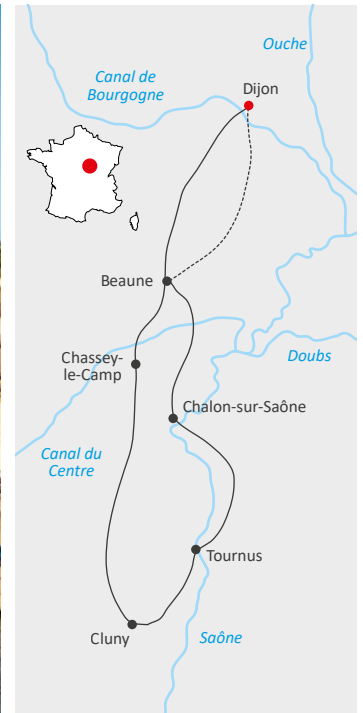 Ouche
Canal de
Bourgogne
Dijon
Beaune
Doubs
Chassey-
le-Camp
Chalon-sur-Saône
Canal du
Centre
Tournus
Cluny
Saône